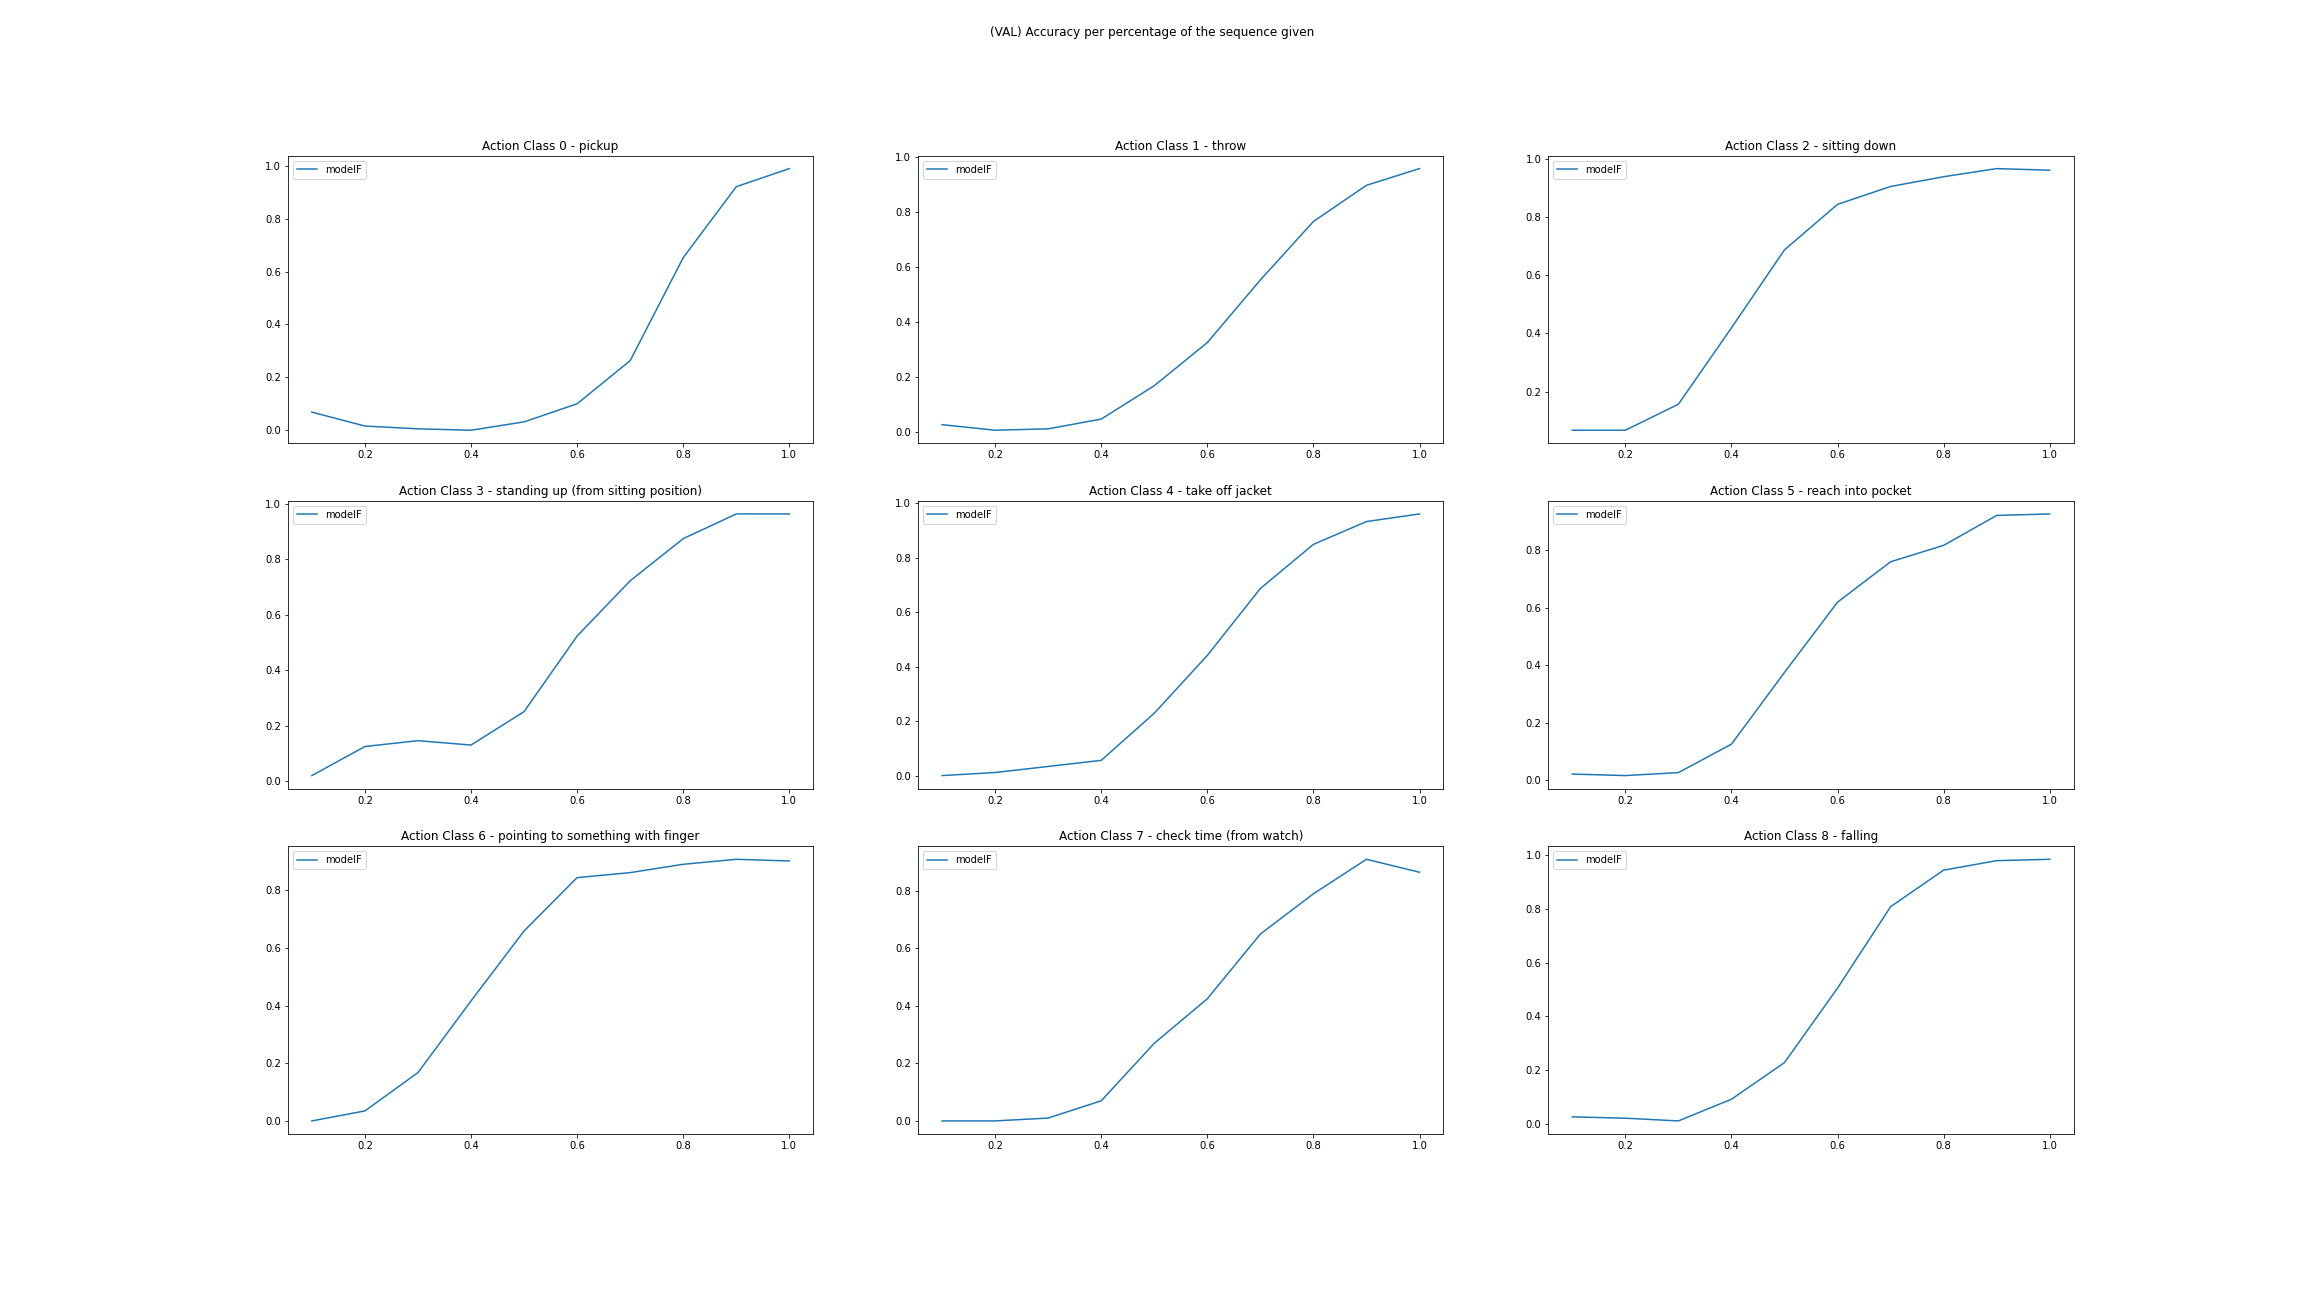 (VAL) Accuracy per percentage of the sequence given
Action Class 0 - pickup
modelF
1.0
0.8
0.6
0.4
0.2
0.0
0.2 0.4 0.6 0.8 1.0
Action Class 1 - throw
modelF
1.0
0.8
0.6
0.4
0.2
0.0
0.2 0.4 0.6 0.8 1.0
Action Class 2 - sitting down
modelF
1.0
0.8
0.6
0.4
0.2
0.2 0.4 0.6 0.8 1.0
Action Class 3 - standing up (from sitting position)
modelF
1.0
0.8
0.6
0.4
0.2
0.0
0.2 0.4 0.6 0.8 1.0
Action Class 4 - take off jacket
modelF
1.0
0.8
0.6
0.4
0.2
0.0
0.2 0.4 0.6 0.8 1.0
Action Class 5 - reach into pocket
modelF
0.8
0.6
0.4
0.2
0.0
0.2 0.4 0.6 0.8 1.0
Action Class 6 - pointing to something with finger
modelF
0.8
0.6
0.4
0.2
0.0
0.2 0.4 0.6 0.8 1.0
Action Class 7 - check time (from watch)
modelF
0.8
0.6
0.4
0.2
0.0
0.2 0.4 0.6 0.8 1.0
Action Class 8 - falling
modelF
1.0
0.8
0.6
0.4
0.2
0.0
0.2 0.4 0.6 0.8 1.0